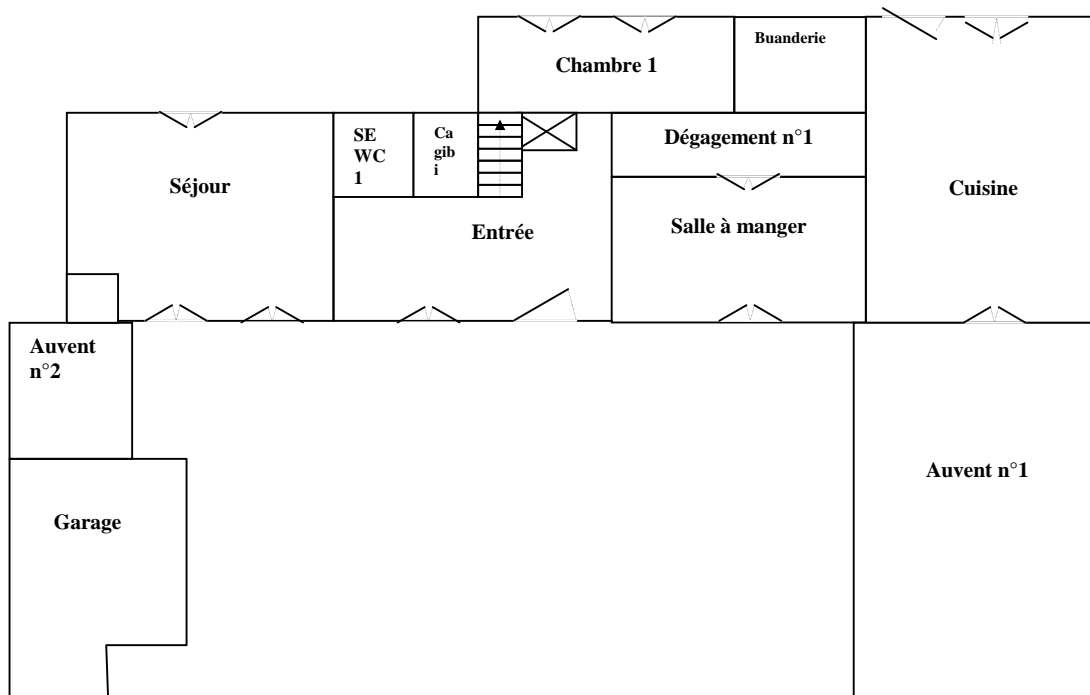 Buanderie
Chambre 1
SE
WC
1
Ca
gib
i
Dégagement n°1
Séjour
Cuisine
Salle à manger
Entrée
Auvent
n°2
Auvent n°1
Garage